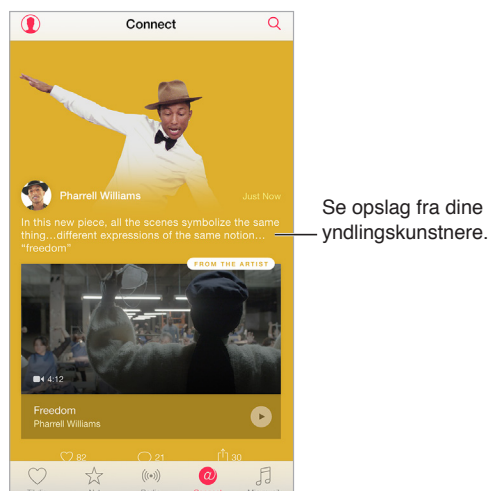 Connect
Pharrell Williams
Just Now
In this new piece, all the scenes symbolize the same
thing…different expressions of the same notion…
“freedom”
FROM THE ARTIST
4:12
Freedom
Pharrell Williams
82
21
30
Se opslag fra dine
yndlingskunstnere.